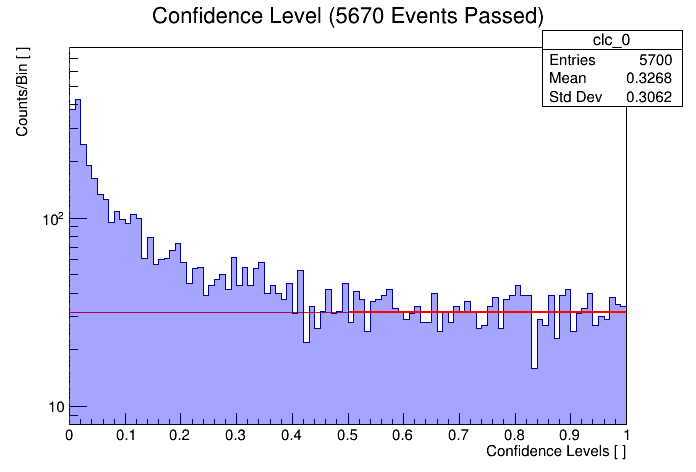 Confidence Level (5670 Events Passed)
clc_0
Entries 5700
Mean 0.3268
Std Dev 0.3062
Counts/Bin [ ]
10²
10
0 0.1 0.2 0.3 0.4 0.5 0.6 0.7 0.8 0.9 1
Confidence Levels [ ]